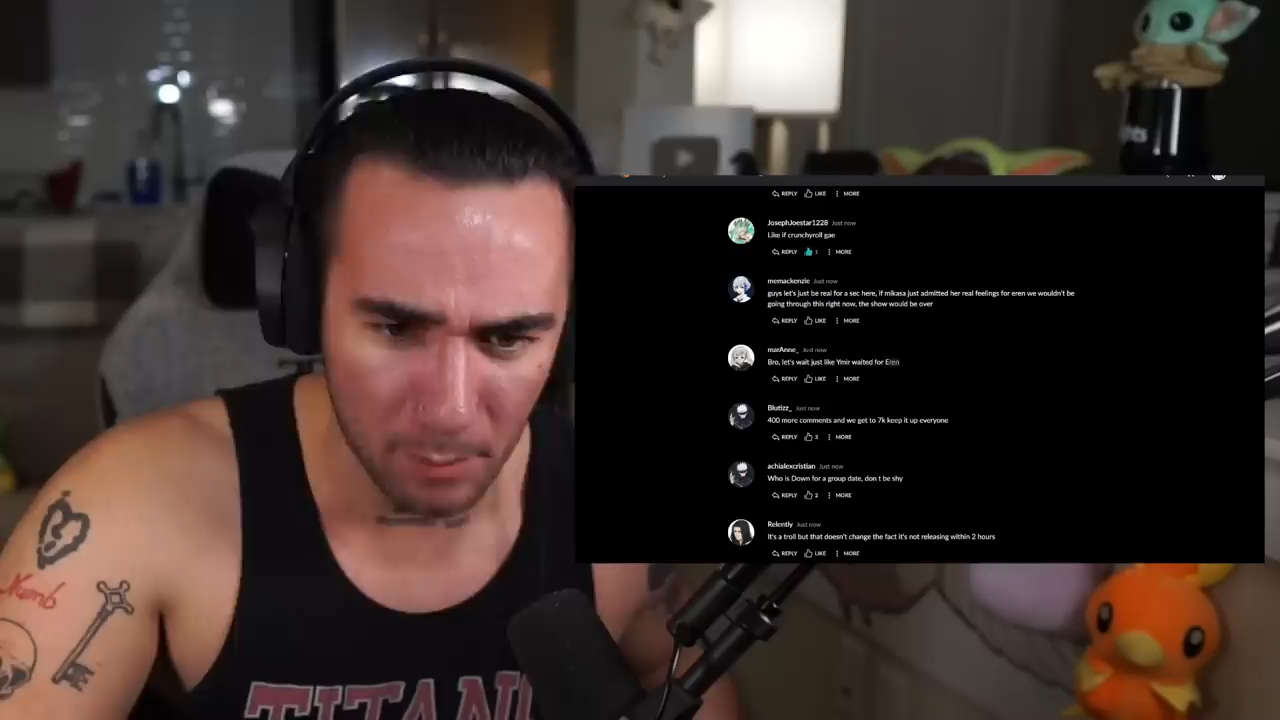 REPLY LIKE MORE
JosephJoestar1228 Just now
Like if crunchyroll gae
REPLY 1 MORE
memackenzie Just now
guys let's just be real for a sec here, if mikasa just admitted her real feelings for eren we wouldn't be
going through this right now, the show would be over
REPLY LIKE MORE
marAnne_ Just now
Bro, let's wait just like Ymir waited for Eren
REPLY LIKE MORE
Blutizz_ Just now
400 more comments and we get to 7k keep it up everyone
REPLY 3 MORE
achialexcristian Just now
Who is Down for a group date, don t be shy
REPLY 2 MORE
Relentiy Just now
It's a troll but that doesn't change the fact it's not releasing within 2 hours
REPLY LIKE MORE
Numb
TITAN